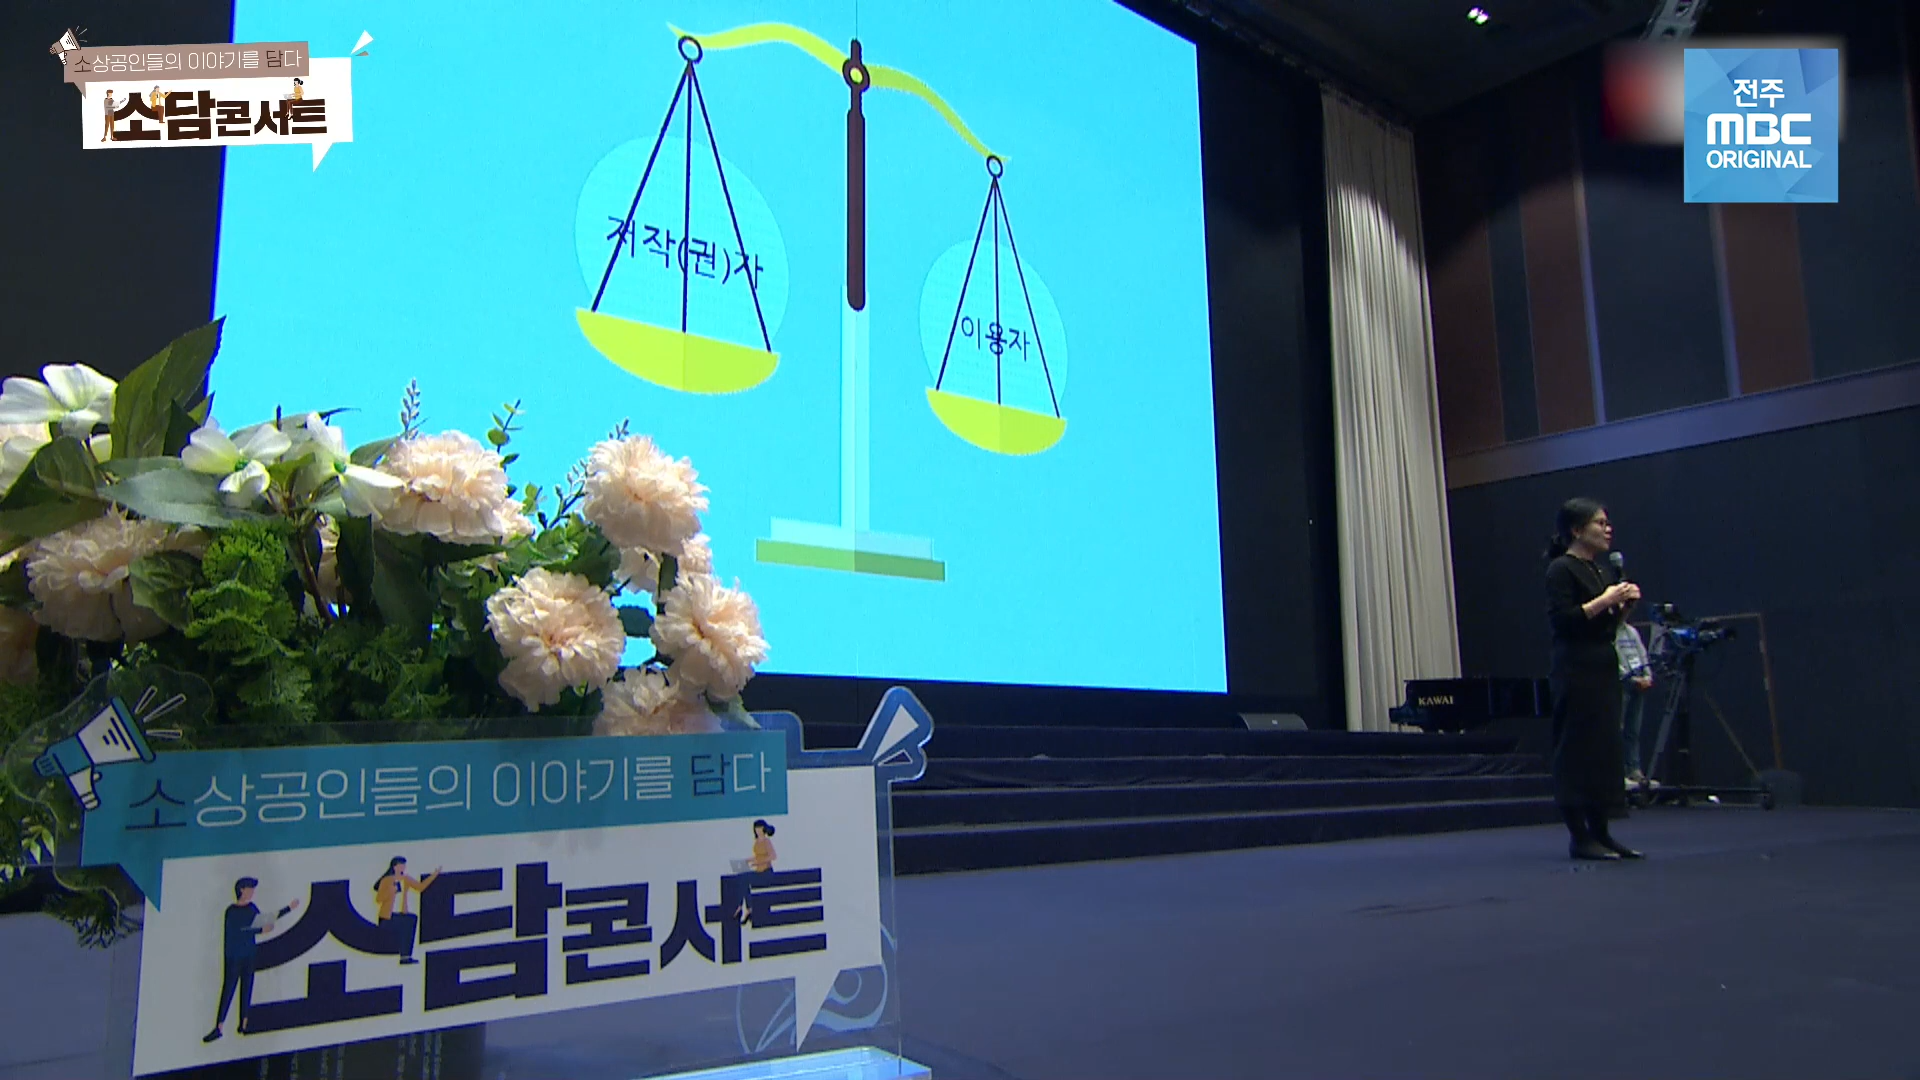 소상공인들의 이야기를 담다
소담콘서트
전주
MBC
ORIGINAL
저작(권)자
이용자
KAWAI
소상공인들의 이야기를 담다
소담콘서트